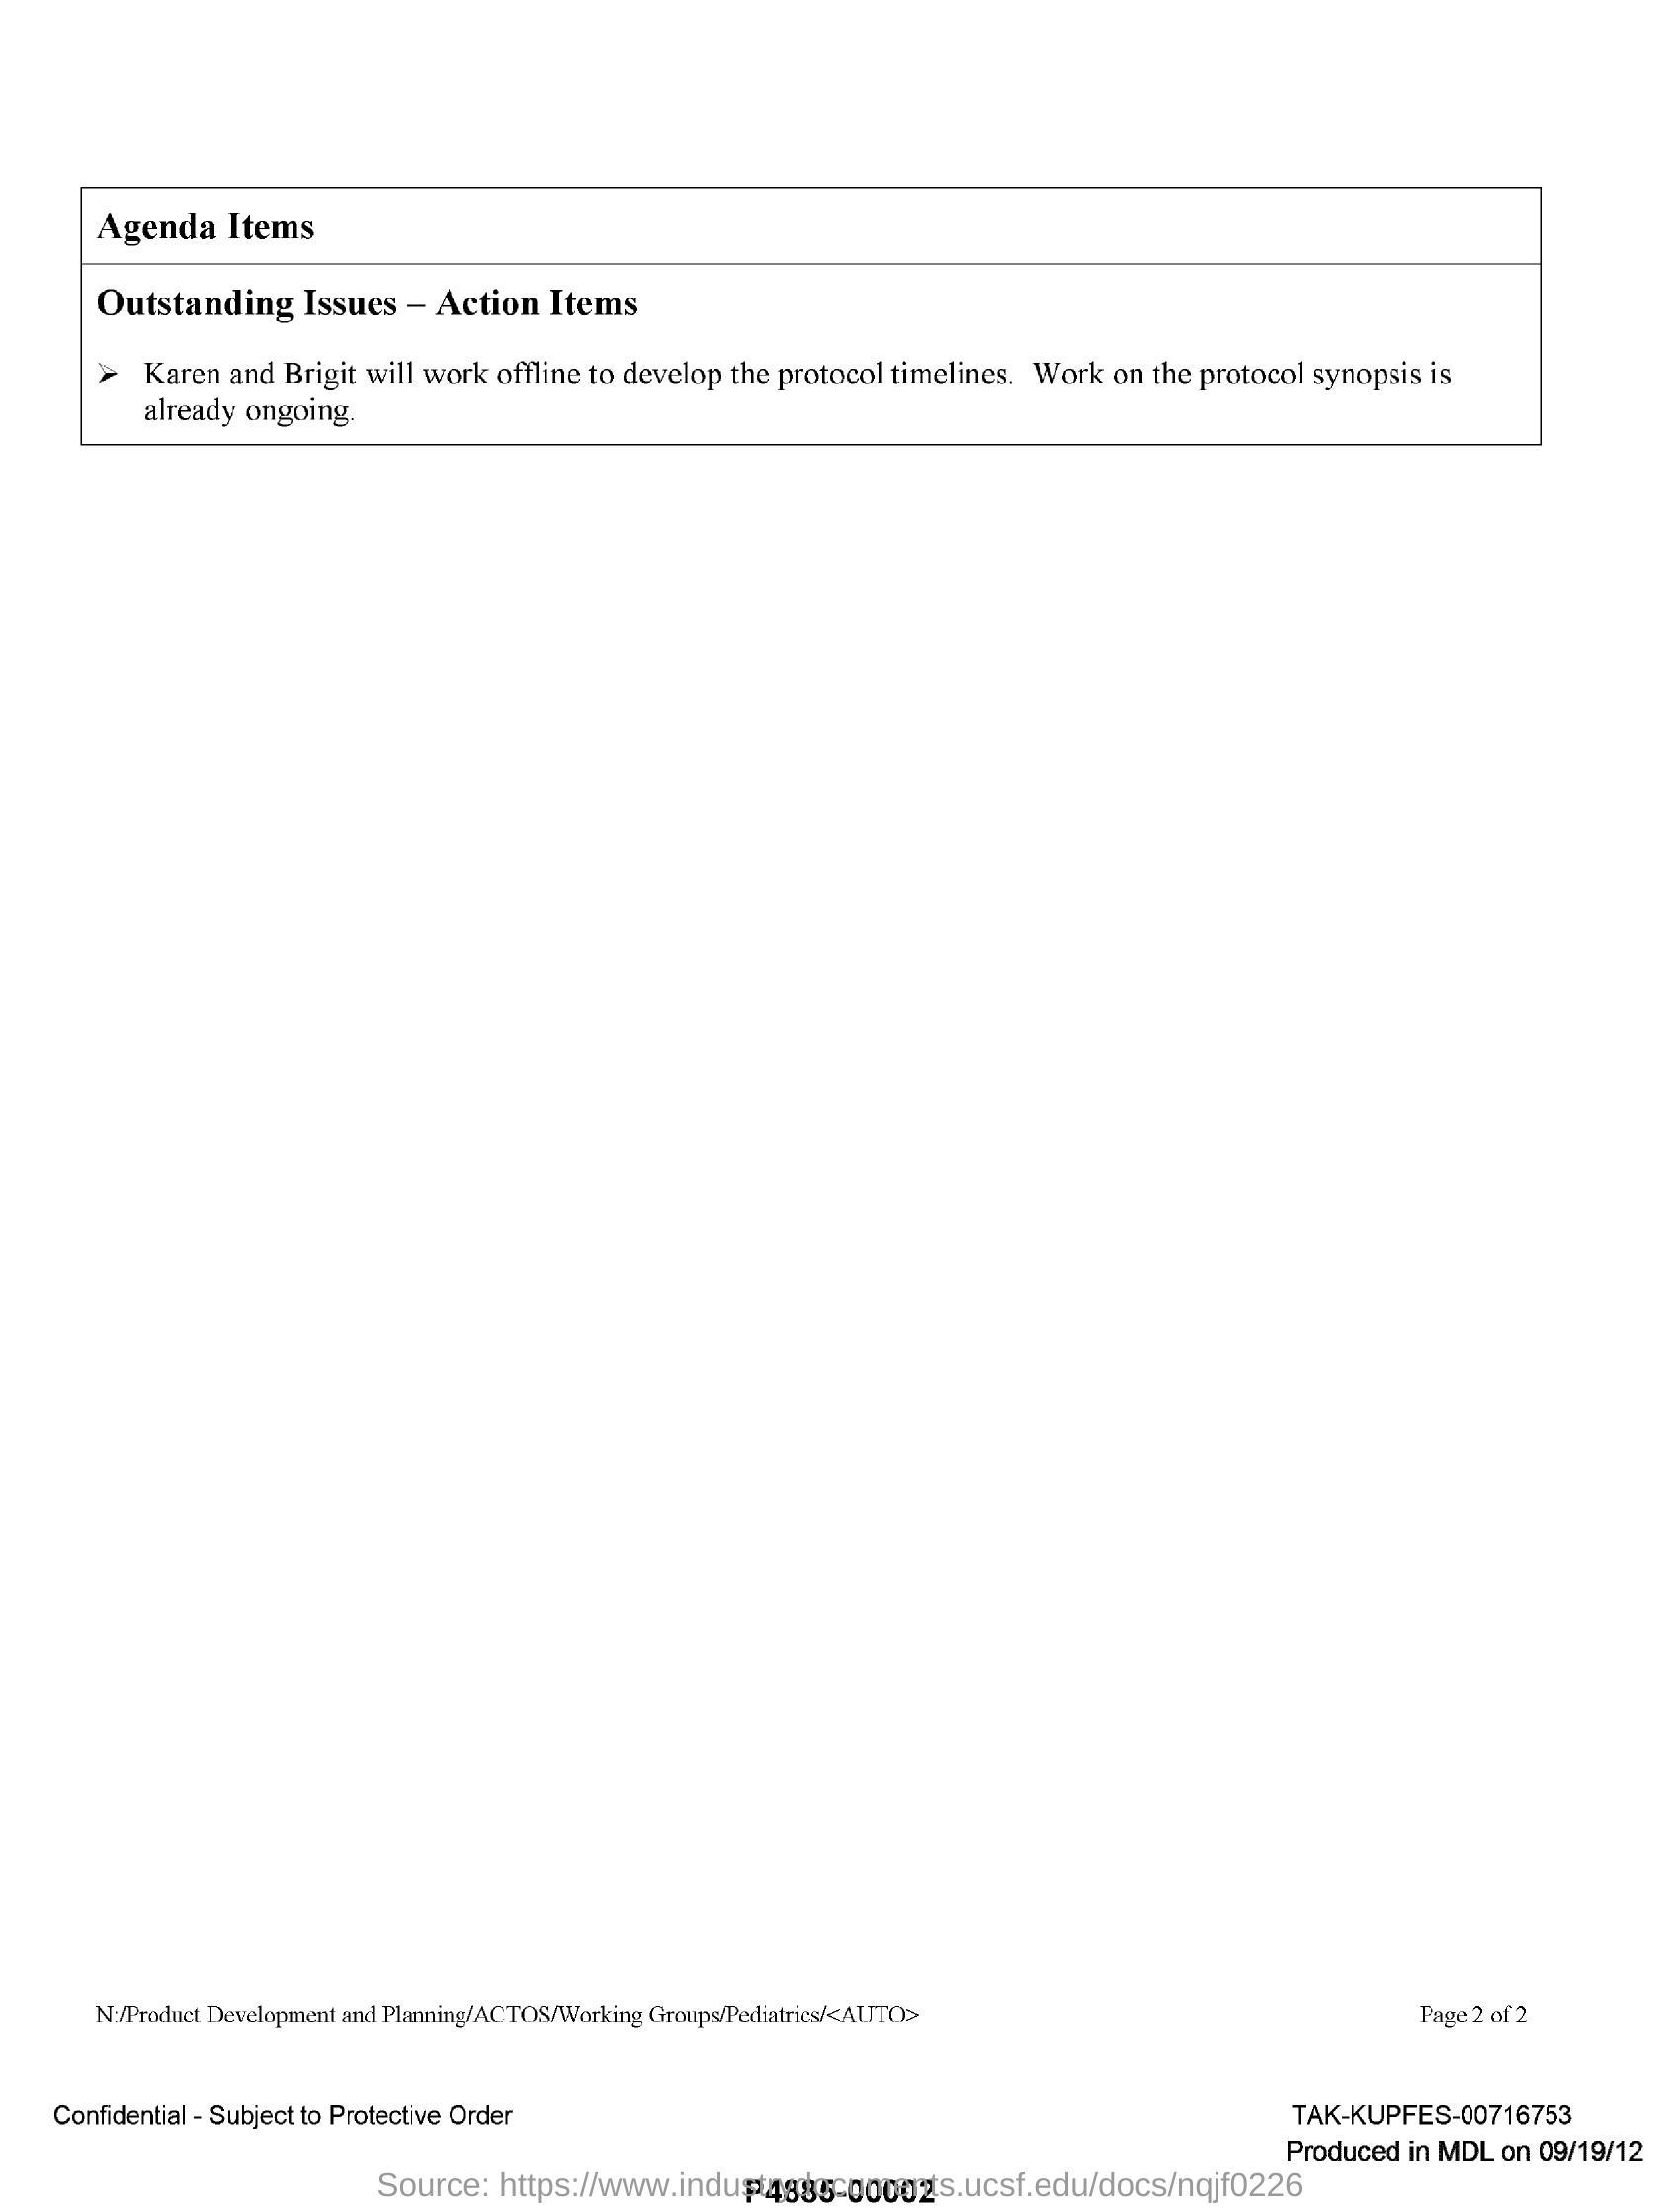 Agenda Items
Outstanding Issues – Action Items
➢ Karen and Brigit will work offline to develop the protocol timelines. Work on the protocol synopsis is
already ongoing.
N:/Product Development and Planning/ACTOS/Working Groups/Pediatrics/<AUTO>
Page 2 of 2
Confidential - Subject to Protective Order
TAK-KUPFES-00716753
Produced in MDL on 09/19/12
Source: https://www.industrydocuments.ucsf.edu/docs/nqjf0226
P4885-00002